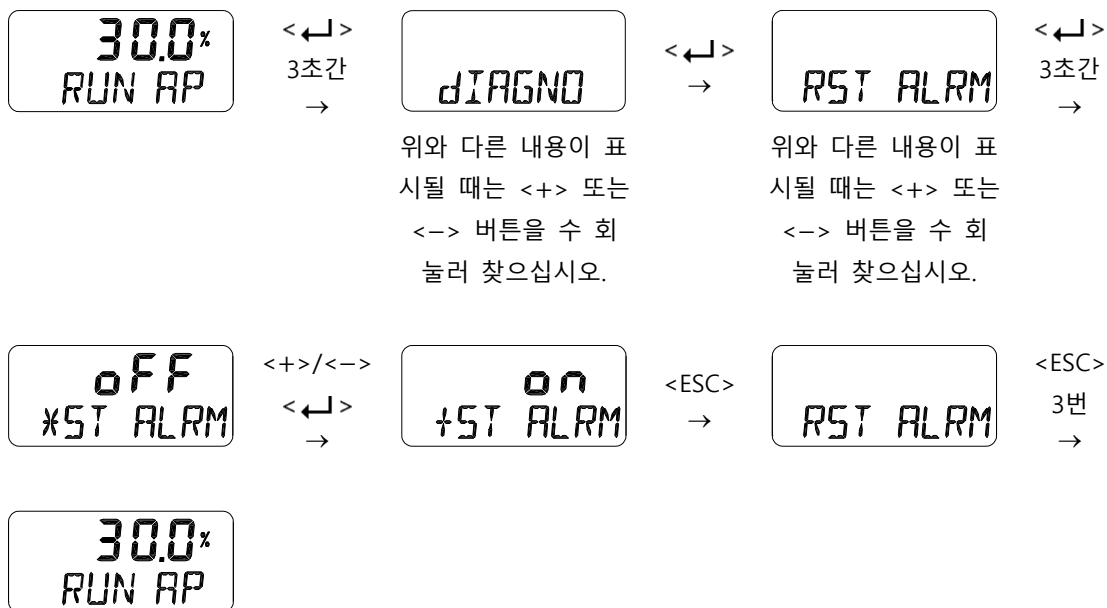 30.0% <↵> <↵> <↵>
RUN AP 3초간 dIAGNO → RST ALRM 3초간
→ →
위와 다른 내용이 표 위와 다른 내용이 표
시될 때는 <+> 또는 시될 때는 <+> 또는
<−> 버튼을 수 회 <−> 버튼을 수 회
눌러 찾으십시오. 눌러 찾으십시오.
oFF <+>/<−> on <ESC> <ESC>
*ST ALRM <↵> +ST ALRM → RST ALRM 3번
→ →
30.0%
RUN AP